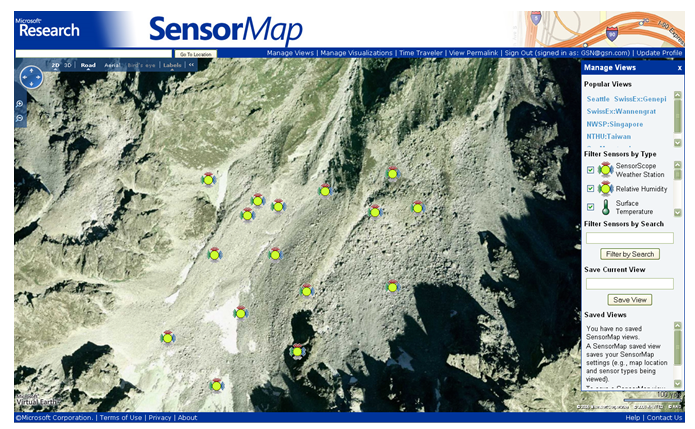 Microsoft
Research
SensorMap
Go To Location
Manage Views | Manage Visualizations | Time Traveler | View Permalink | Sign Out (signed in as: GSN@gsn.com) | Update Profile
2D 3D Road Aerial Bird's eye Labels «
Manage Views x
Popular Views
Seattle SwissEx:Genepi
SwissEx:Wannengrat
NWSP:Singapore
NTHU:Taiwan
Filter Sensors by Type
SensorScope
Weather Station
Relative Humidity
Surface
Temperature
Filter Sensors by Search
Filter by Search
Save Current View
Save View
Saved Views
You have no saved
SensorMap views.
A SensorMap saved view
saves your SensorMap
settings (e.g., map location
and sensor types being
viewed).
Virtual Earth
©Microsoft Corporation. | Terms of Use | Privacy | About
Help | Contact Us